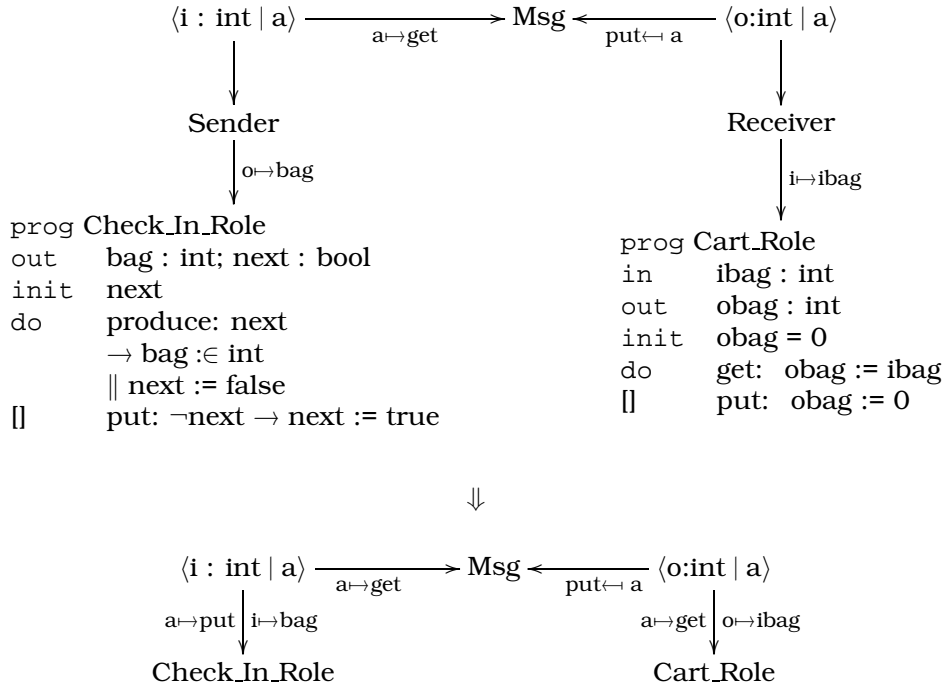 ⟨i : int | a⟩ Msg ⟨o:int | a⟩
a↦get put↤ a
Sender Receiver
o↦bag
i↦ibag
prog Check_In_Role
out bag : int; next : bool
init next
do produce: next
→ bag :∈ int
‖ next := false
[] put: ¬next → next := true
prog Cart_Role
in ibag : int
out obag : int
init obag = 0
do get: obag := ibag
[] put: obag := 0
⇓
⟨i : int | a⟩ Msg ⟨o:int | a⟩
a↦get put↤ a
a↦put i↦bag a↦get o↦ibag
Check_In_Role Cart_Role